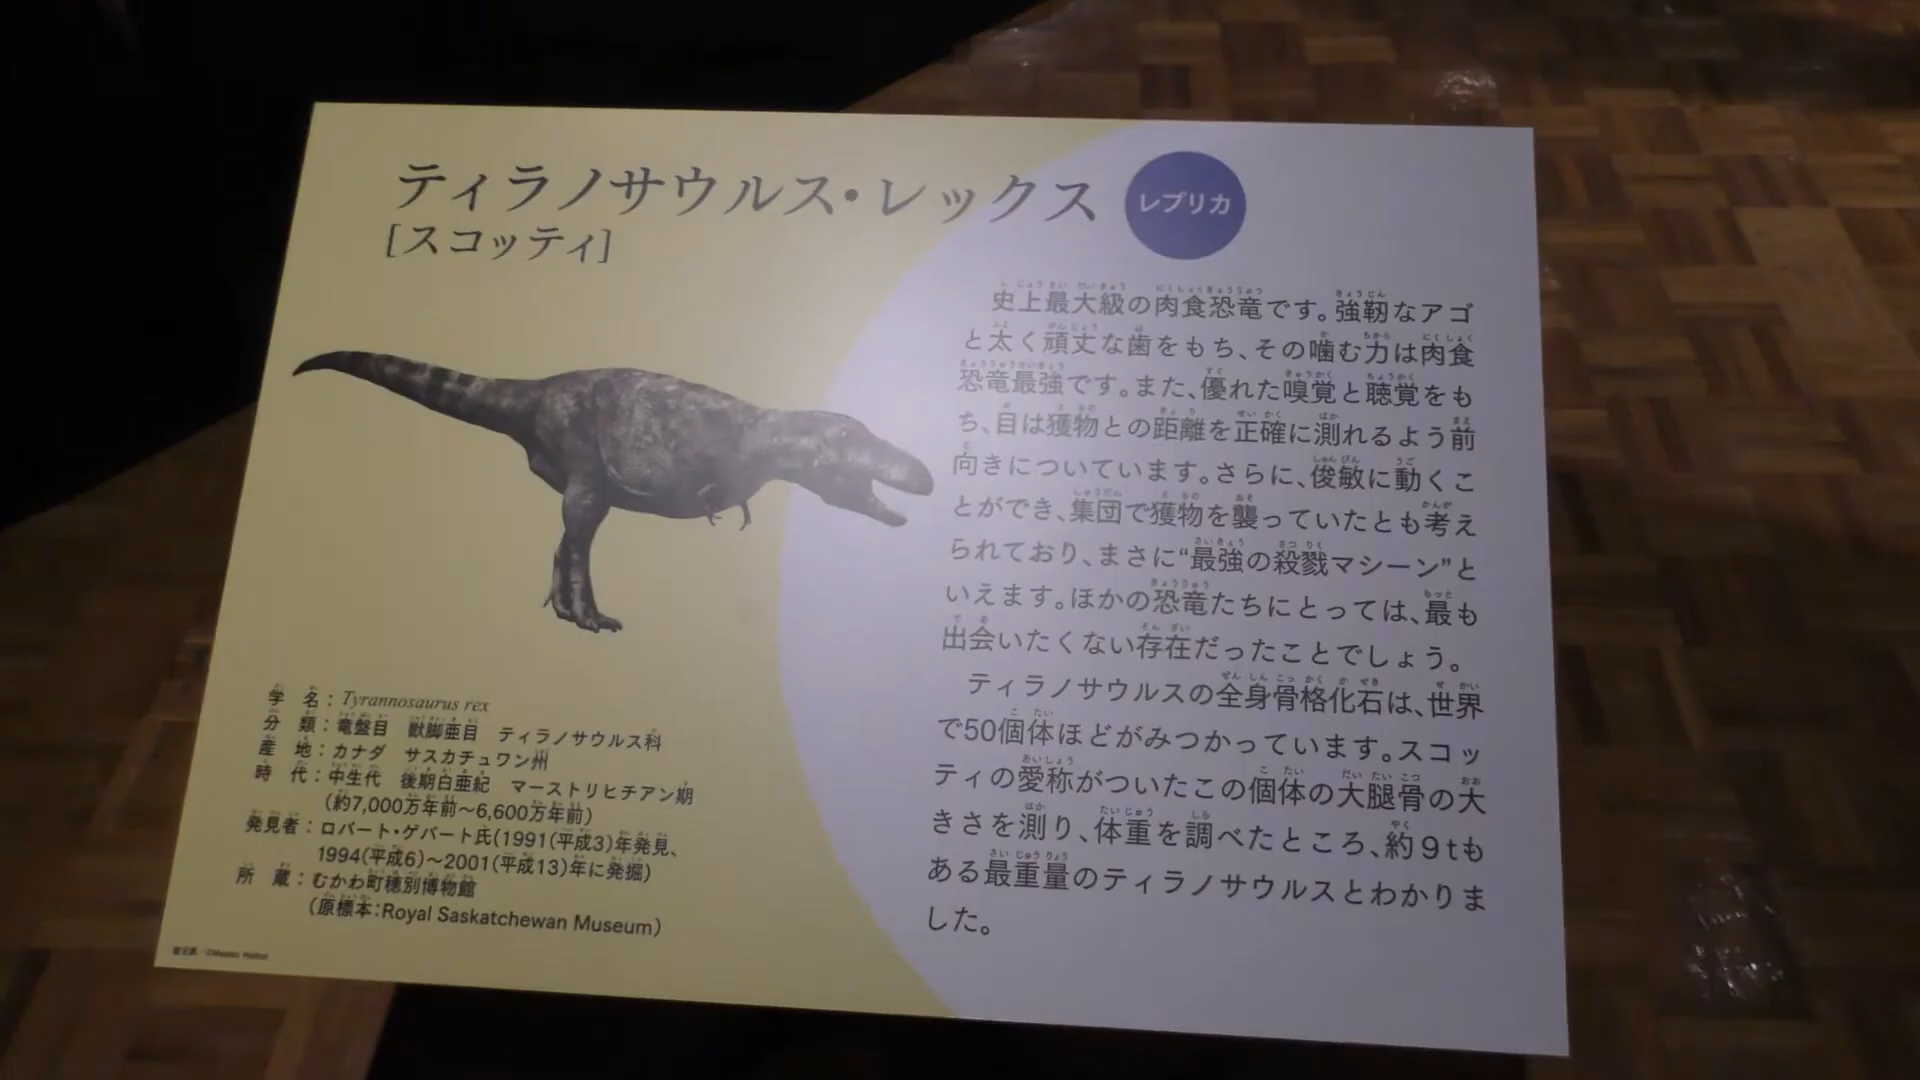 ティラノサウルス・レックス
レプリカ
[スコッティ]
史上最大級の肉食恐竜です。強靭なアゴ
と太く頑丈な歯をもち、その噛む力は肉食
恐竜最強です。また、優れた嗅覚と聴覚をも
ち、目は獲物との距離を正確に測れるよう前
向きについています。さらに、俊敏に動くこ
とができ、集団で獲物を襲っていたとも考え
られており、まさに“最強の殺戮マシーン”と
いえます。ほかの恐竜たちにとっては、最も
出会いたくない存在だったことでしょう。
ティラノサウルスの全身骨格化石は、世界
で50個体ほどがみつかっています。スコッ
ティの愛称がついたこの個体の大腿骨の大
きさを測り、体重を調べたところ、約9tも
ある最重量のティラノサウルスとわかりま
した。
学名：Tyrannosaurus rex
分類：竜盤目 獣脚亜目 ティラノサウルス科
産地：カナダ サスカチュワン州
時代：中生代 後期白亜紀 マーストリヒチアン期
（約7,000万年前～6,600万年前）
発見者：ロバート・ゲバート氏(1991(平成3)年発見、
1994(平成6)～2001(平成13)年に発掘)
所蔵：むかわ町穂別博物館
（原標本：Royal Saskatchewan Museum）